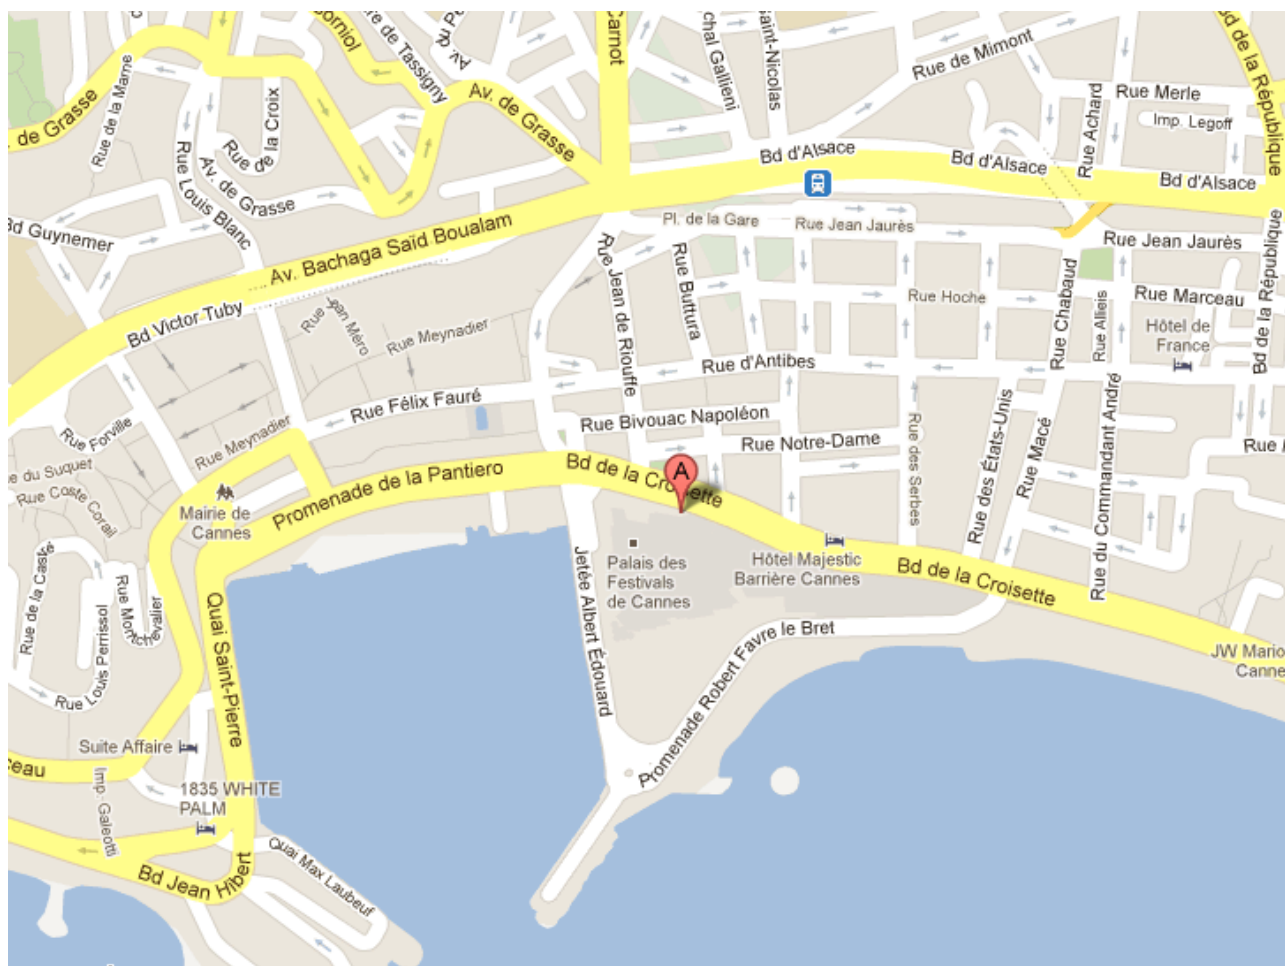 orniol
re de Tassigny
Av. du Pe
Carnot
chal Gallieni
Saint-Nicolas
Rue de Mimont
Bd de la République
. de Grasse
Rue de la Marne
Rue de la Croix
Av. de Grasse
Rue Achard
Rue Merle
Imp. Legoff
Rue Louis Blanc
Av. de Grasse
Bd d'Alsace
Bd d'Alsace
Bd d'Alsace
Bd Guynemer
Av. Bachaga Saïd Boualam
Pl. de la Gare
Rue Jean Jaurès
Rue Jean Jaurès
Rue Jean de Riouffe
Rue Buttura
Rue Chabaud
Bd de la République
Bd Victor Tuby
Rue Jean Méro
Rue Meynadier
Rue Hoche
Rue Allieis
Rue Marceau
Hôtel de
France
Rue d'Antibes
Rue Félix Fauré
Rue Bivouac Napoléon
Rue Notre-Dame
Rue des Serbes
Rue des États-Unis
Rue Macé
Rue du Commandant André
Rue Forville
Rue Meynadier
e du Suquet
Rue Coste Corail
Mairie de
Cannes
Promenade de la Pantiero
Bd de la Croisette
A
Rue de la Castre
Rue Montchevalier
Rue Louis Perrissol
Quai Saint-Pierre
Jetée Albert Édouard
Palais des
Festivals
de Cannes
Hôtel Majestic
Barrière Cannes
Bd de la Croisette
Promenade Robert Favre le Bret
JW Mario
Canne
Suite Affaire
ceau
Imp. Galeotti
1835 WHITE
PALM
Bd Jean Hibert
Quai Max Laubeuf